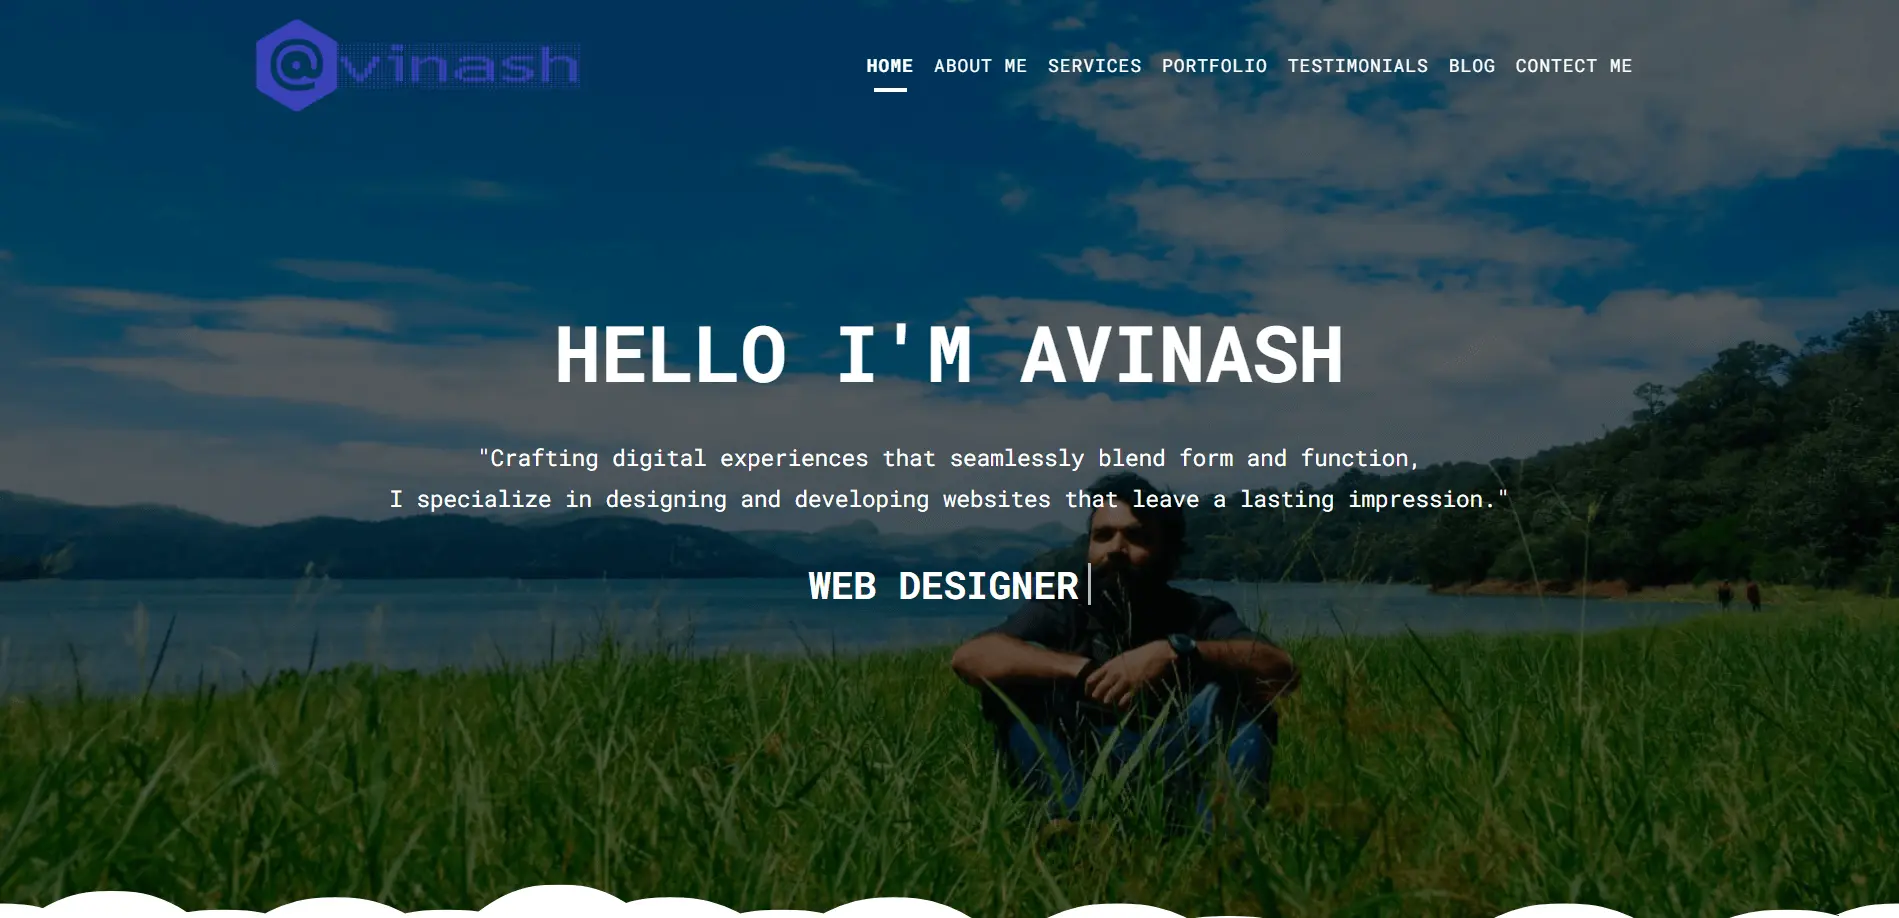 @vinash
HOME ABOUT ME SERVICES PORTFOLIO TESTIMONIALS BLOG CONTACT ME
HELLO I'M AVINASH
"Crafting digital experiences that seamlessly blend form and function,
I specialize in designing and developing websites that leave a lasting impression."
WEB DESIGNER